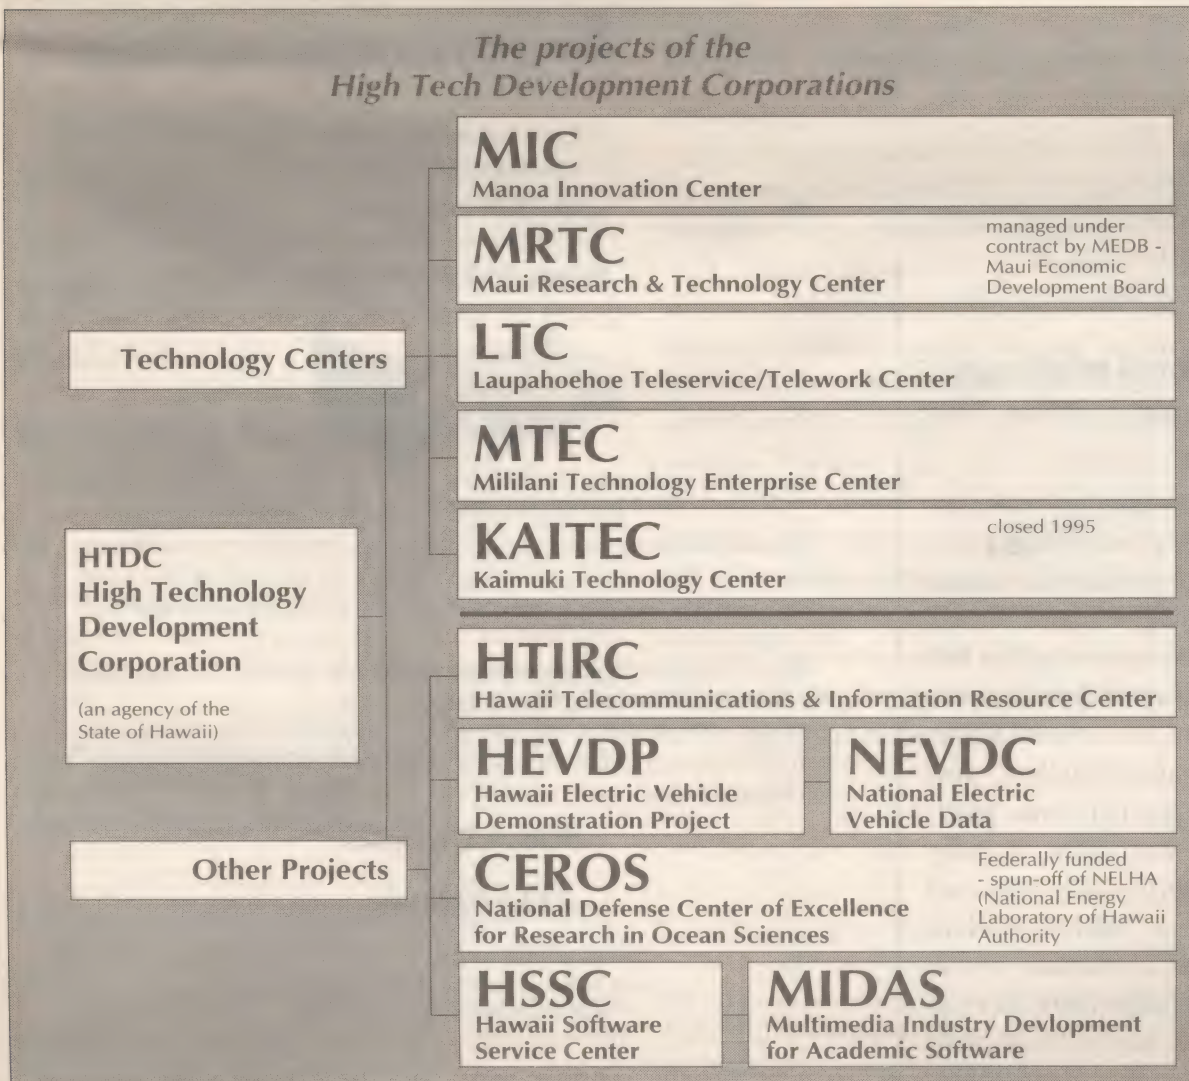 The projects of the
High Tech Development Corporations
MIC
Manoa Innovation Center
MRTC
Maui Research & Technology Center
managed under
contract by MEDB -
Maui Economic
Development Board
Technology Centers
LTC
Laupahoehoe Teleservice/Telework Center
MTEC
Mililani Technology Enterprise Center
KAITEC
Kaimuki Technology Center
closed 1995
HTDC
High Technology
Development
Corporation
(an agency of the
State of Hawaii)
HTIRC
Hawaii Telecommunications & Information Resource Center
HEVDP
Hawaii Electric Vehicle
Demonstration Project
NEVDC
National Electric
Vehicle Data
Other Projects
CEROS
National Defense Center of Excellence
for Research in Ocean Sciences
Federally funded
- spun-off of NELHA
(National Energy
Laboratory of Hawaii
Authority
HSSC
Hawaii Software
Service Center
MIDAS
Multimedia Industry Devlopment
for Academic Software